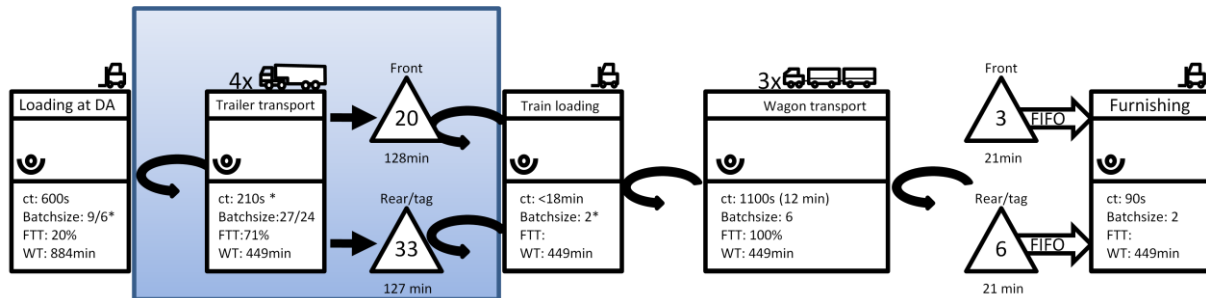 Loading at DA
ct: 600s
Batchsize: 9/6*
FTT: 20%
WT: 884min
4x
Trailer transport
ct: 210s *
Batchsize:27/24
FTT:71%
WT: 449min
Front
20
128min
Rear/tag
33
127 min
Train loading
ct: <18min
Batchsize: 2*
FTT:
WT: 449min
3x
Wagon transport
ct: 1100s (12 min)
Batchsize: 6
FTT: 100%
WT: 449min
Front
3
FIFO
21min
Rear/tag
6
FIFO
21 min
Furnishing
ct: 90s
Batchsize: 2
FTT:
WT: 449min